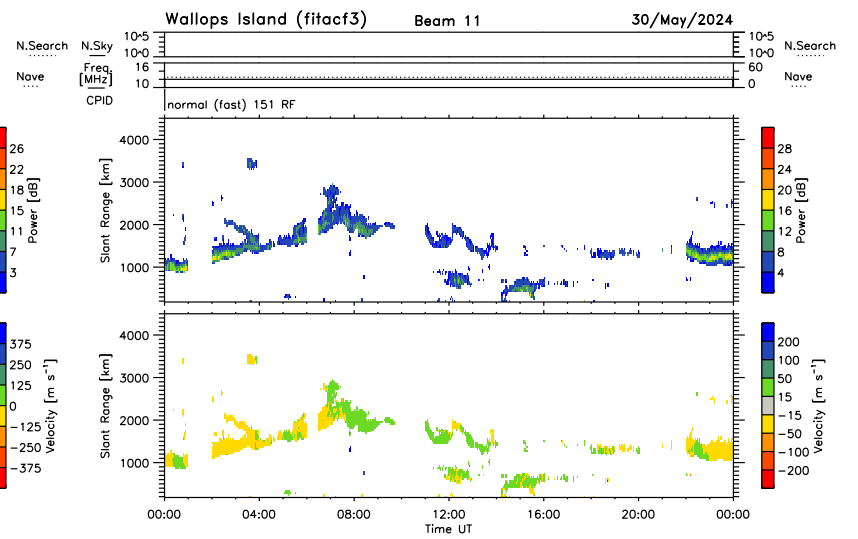 Wallops Island (fitacf3) Beam 11 30/May/2024
N.Search N.Sky 10^5 10^0 10^5 10^0 N.Search
Nave Freq. [MHz] 16 10 60 0 Nave
CPID normal (fast) 151 RF
26 22 18 15 11 7 3 Power [dB]
4000 3000 2000 1000 Slant Range [km]
28 24 20 16 12 8 4 Power [dB]
375 250 125 0 −125 −250 −375 Velocity [m s⁻¹]
4000 3000 2000 1000 Slant Range [km]
200 100 50 15 −15 −50 −100 −200 Velocity [m s⁻¹]
00:00 04:00 08:00 12:00 16:00 20:00 00:00
Time UT